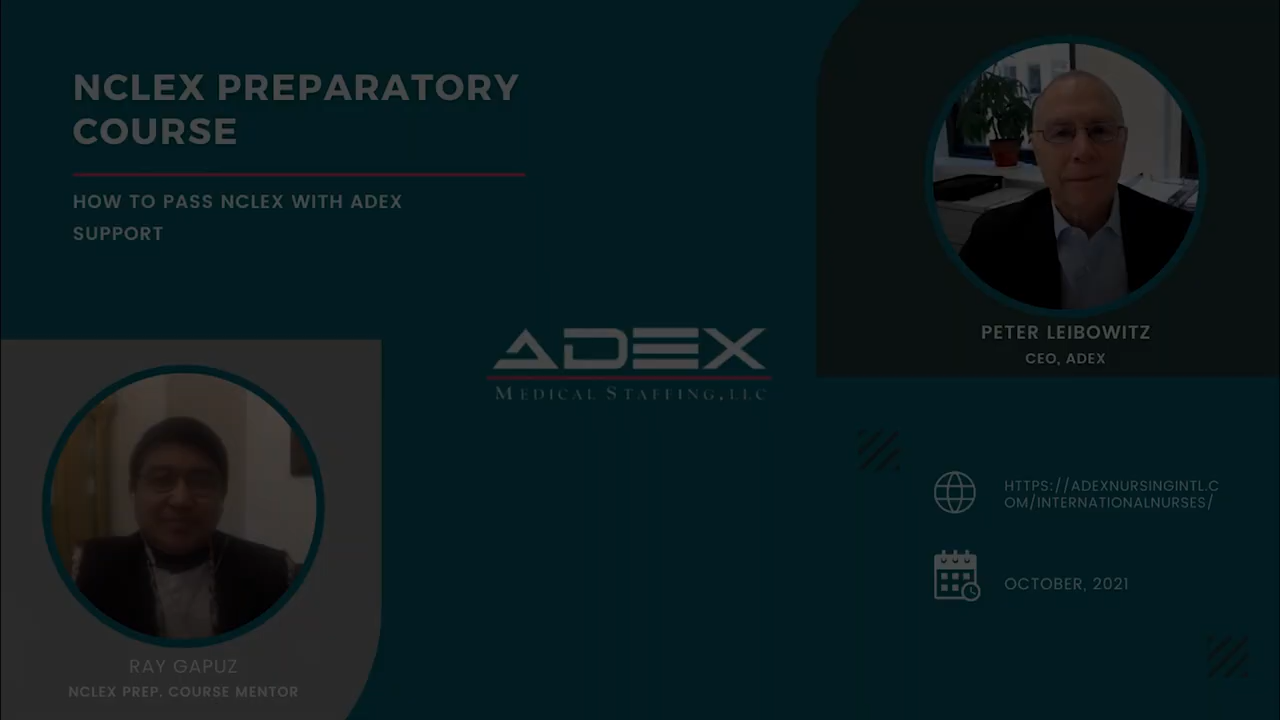 NCLEX PREPARATORY
COURSE
HOW TO PASS NCLEX WITH ADEX
SUPPORT
PETER LEIBOWITZ
CEO, ADEX
ADEX
MEDICAL STAFFING, LLC
HTTPS://ADEXNURSINGINTL.C
OM/INTERNATIONALNURSES/
OCTOBER, 2021
RAY GAPUZ
NCLEX PREP. COURSE MENTOR